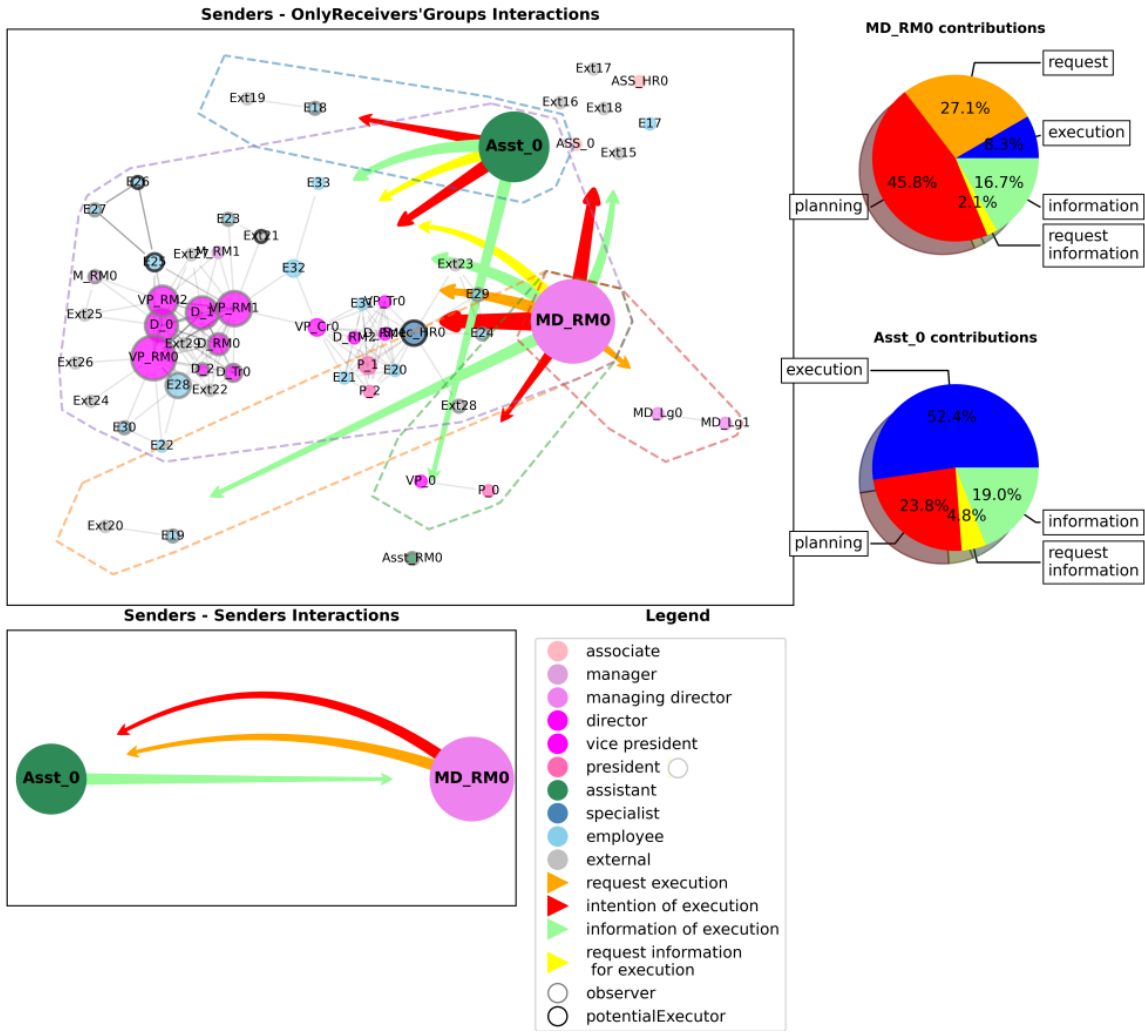 Senders - OnlyReceivers'Groups Interactions
Ext17
ASS_HR0
Ext19
E18
Ext16
Ext18
E17
Asst_0
ASS_0
Ext15
E26
E33
E27
E23
Ext21
E25
Ext27
M_RM1
M_RM0
E32
Ext23
VP_RM2
D_1
VP_RM1
E31
VP_Tr0
E29
Ext25
D_0
VP_Cr0
D_RM2
MD_RM0
E24
Ext29
D_RM0
VP_RM0
P_1
Ext26
D_2
D_Tr0
E21
E20
E28
Ext22
P_2
Ext24
Ext28
MD_Lg0
MD_Lg1
E30
E22
VP_0
P_0
Ext20
E19
Asst_RM0
MD_RM0 contributions
request
27.1%
execution
8.3%
45.8%
16.7%
planning
2.1%
information
request
information
Asst_0 contributions
execution
52.4%
23.8%
19.0%
4.8%
information
planning
request
information
Senders - Senders Interactions
Asst_0
MD_RM0
Legend
associate
manager
managing director
director
vice president
president
assistant
specialist
employee
external
request execution
intention of execution
information of execution
request information
for execution
observer
potentialExecutor